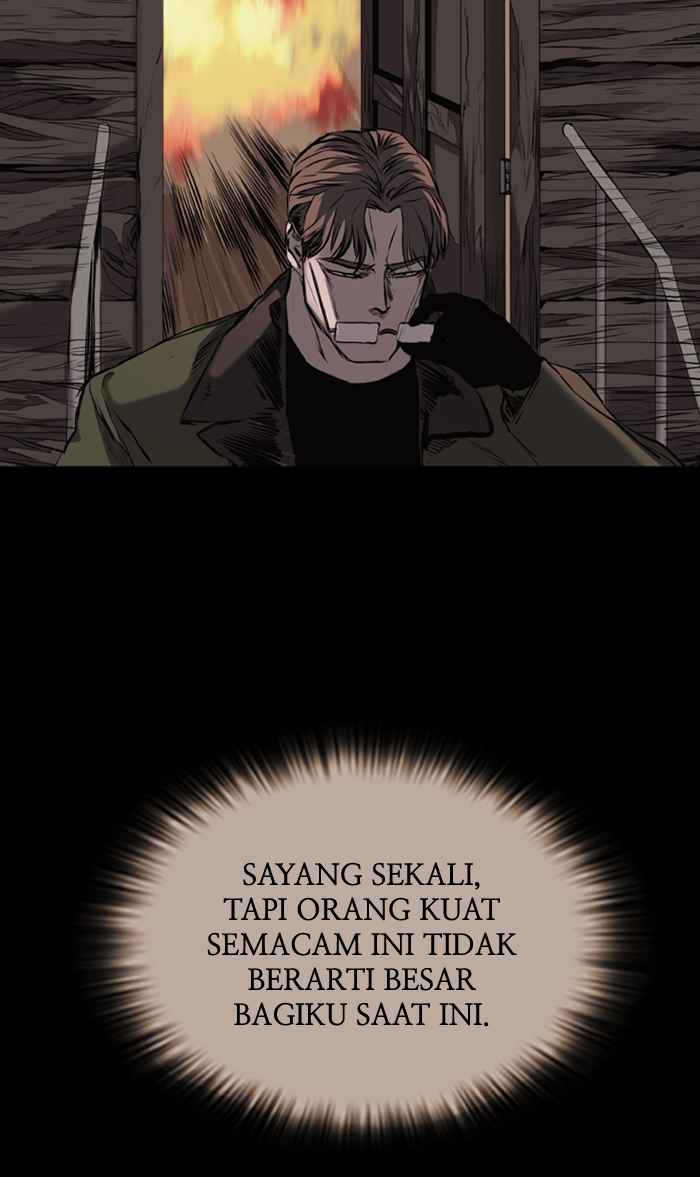 SAYANG SEKALI,
TAPI ORANG KUAT
SEMACAM INI TIDAK
BERARTI BESAR
BAGIKU SAAT INI.